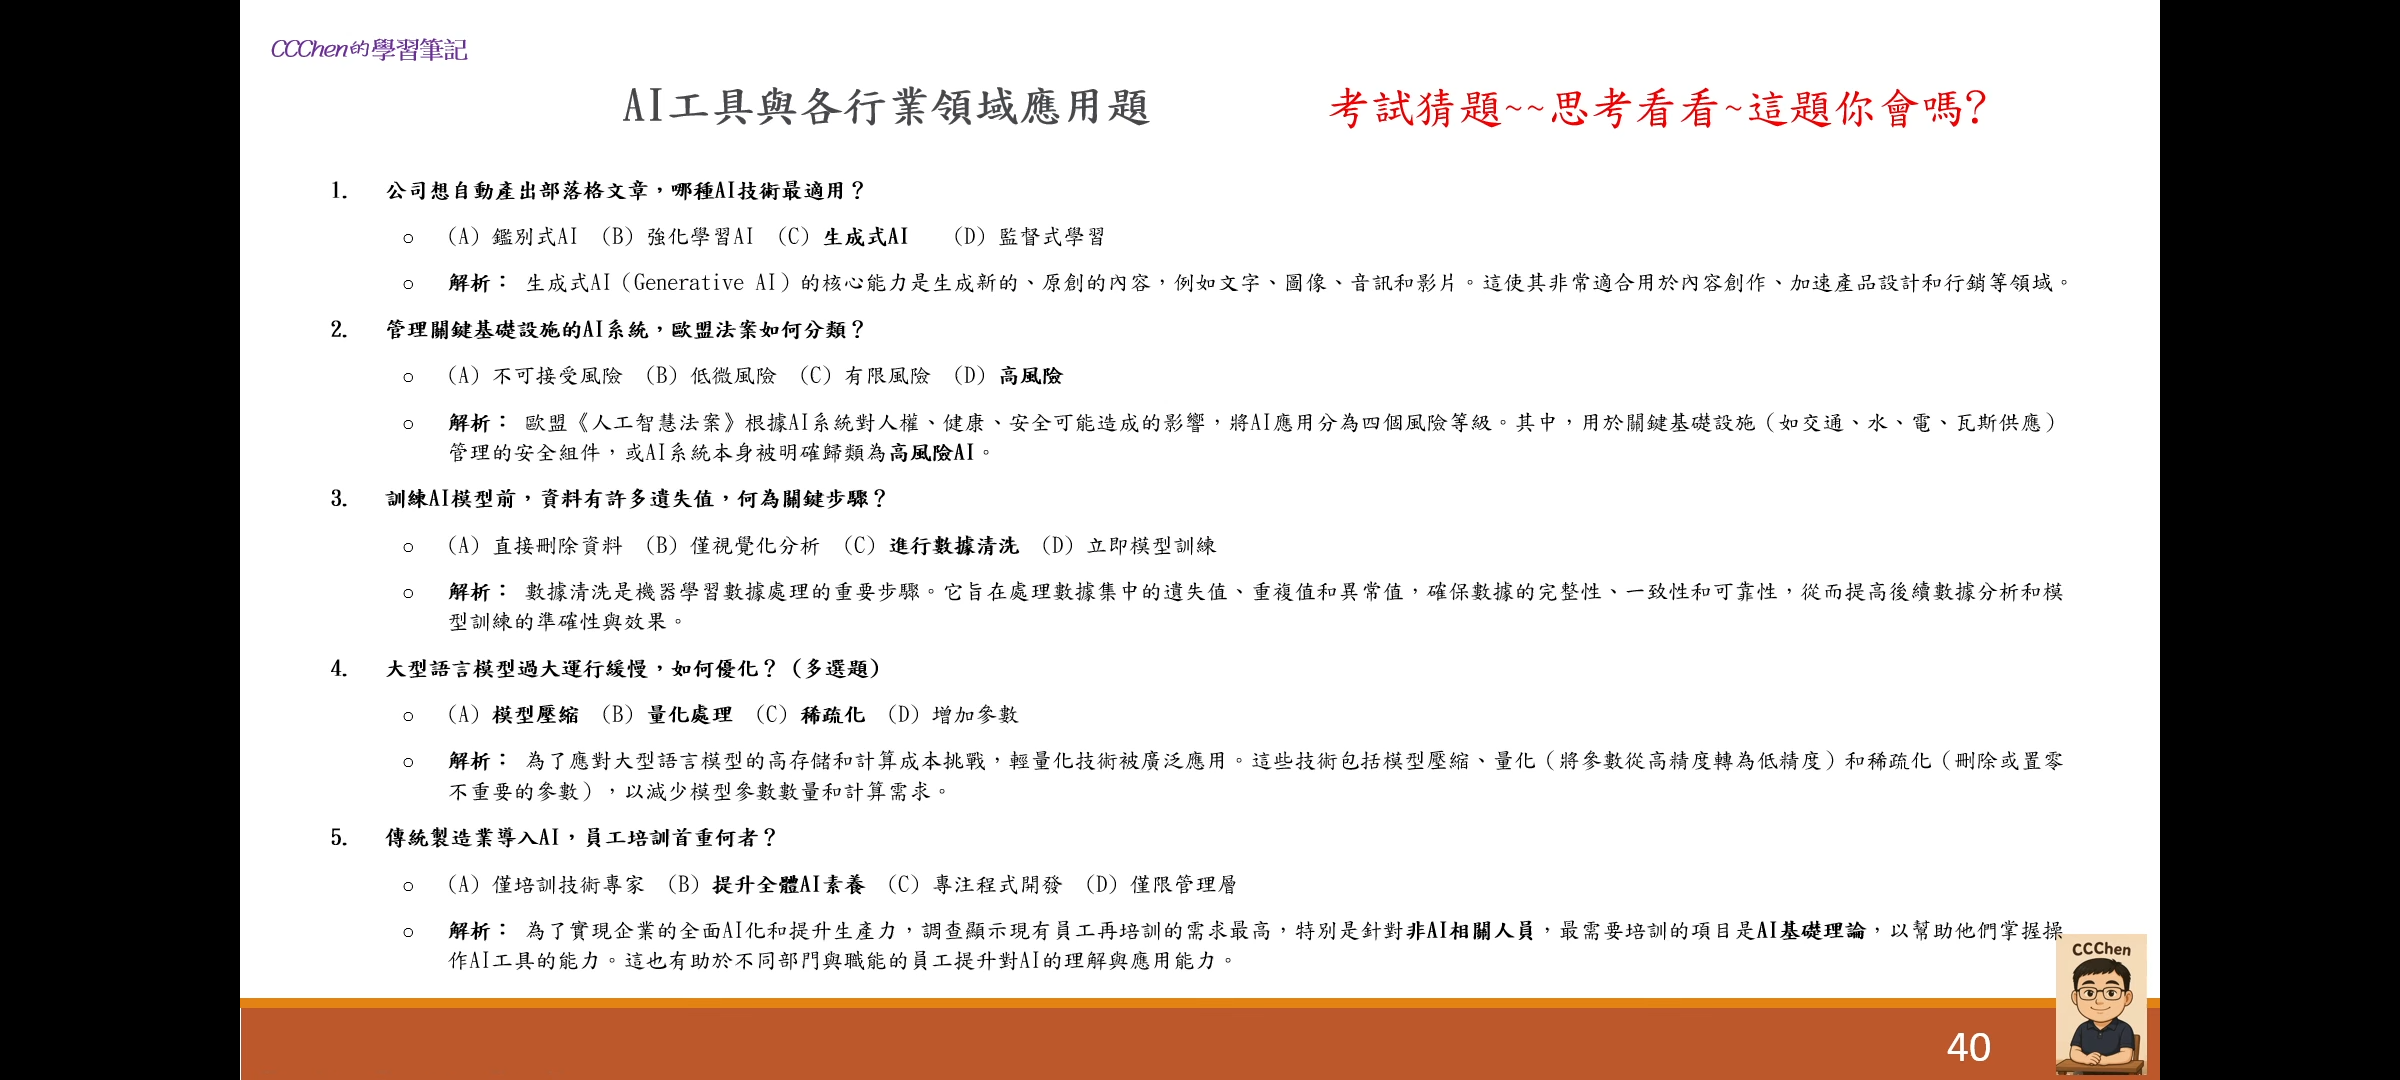 CCChen的學習筆記
AI工具與各行業領域應用題
考試猜題~~思考看看~這題你會嗎?
1. 公司想自動產出部落格文章，哪種AI技術最適用？
○ （A）鑑別式AI （B）強化學習AI （C）生成式AI （D）監督式學習
○ 解析： 生成式AI（Generative AI）的核心能力是生成新的、原創的內容，例如文字、圖像、音訊和影片。這使其非常適合用於內容創作、加速產品設計和行銷等領域。
2. 管理關鍵基礎設施的AI系統，歐盟法案如何分類？
○ （A）不可接受風險 （B）低微風險 （C）有限風險 （D）高風險
○ 解析： 歐盟《人工智慧法案》根據AI系統對人權、健康、安全可能造成的影響，將AI應用分為四個風險等級。其中，用於關鍵基礎設施（如交通、水、電、瓦斯供應）
管理的安全組件，或AI系統本身被明確歸類為高風險AI。
3. 訓練AI模型前，資料有許多遺失值，何為關鍵步驟？
○ （A）直接刪除資料 （B）僅視覺化分析 （C）進行數據清洗 （D）立即模型訓練
○ 解析： 數據清洗是機器學習數據處理的重要步驟。它旨在處理數據集中的遺失值、重複值和異常值，確保數據的完整性、一致性和可靠性，從而提高後續數據分析和模
型訓練的準確性與效果。
4. 大型語言模型過大運行緩慢，如何優化？（多選題）
○ （A）模型壓縮 （B）量化處理 （C）稀疏化 （D）增加參數
○ 解析： 為了應對大型語言模型的高存儲和計算成本挑戰，輕量化技術被廣泛應用。這些技術包括模型壓縮、量化（將參數從高精度轉為低精度）和稀疏化（刪除或置零
不重要的參數），以減少模型參數數量和計算需求。
5. 傳統製造業導入AI，員工培訓首重何者？
○ （A）僅培訓技術專家 （B）提升全體AI素養 （C）專注程式開發 （D）僅限管理層
○ 解析： 為了實現企業的全面AI化和提升生產力，調查顯示現有員工再培訓的需求最高，特別是針對非AI相關人員，最需要培訓的項目是AI基礎理論，以幫助他們掌握操
作AI工具的能力。這也有助於不同部門與職能的員工提升對AI的理解與應用能力。
CCChen
40